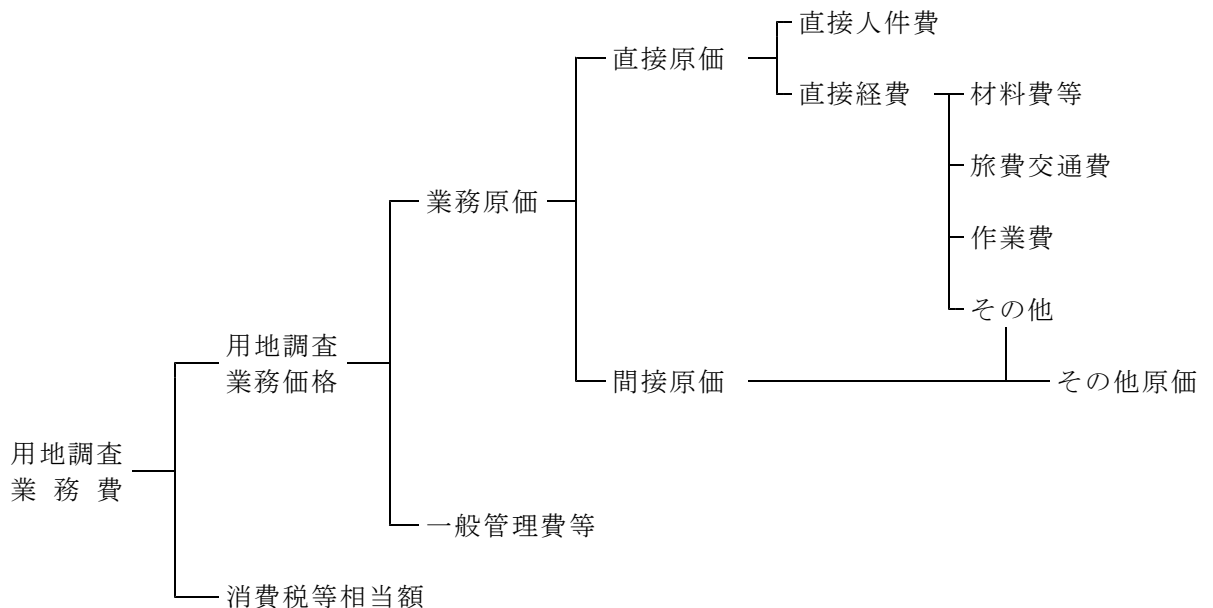 直接人件費
直接原価
直接経費
材料費等
旅費交通費
業務原価
作業費
その他
用地調査
業務価格
間接原価
その他原価
用地調査
業務費
一般管理費等
消費税等相当額